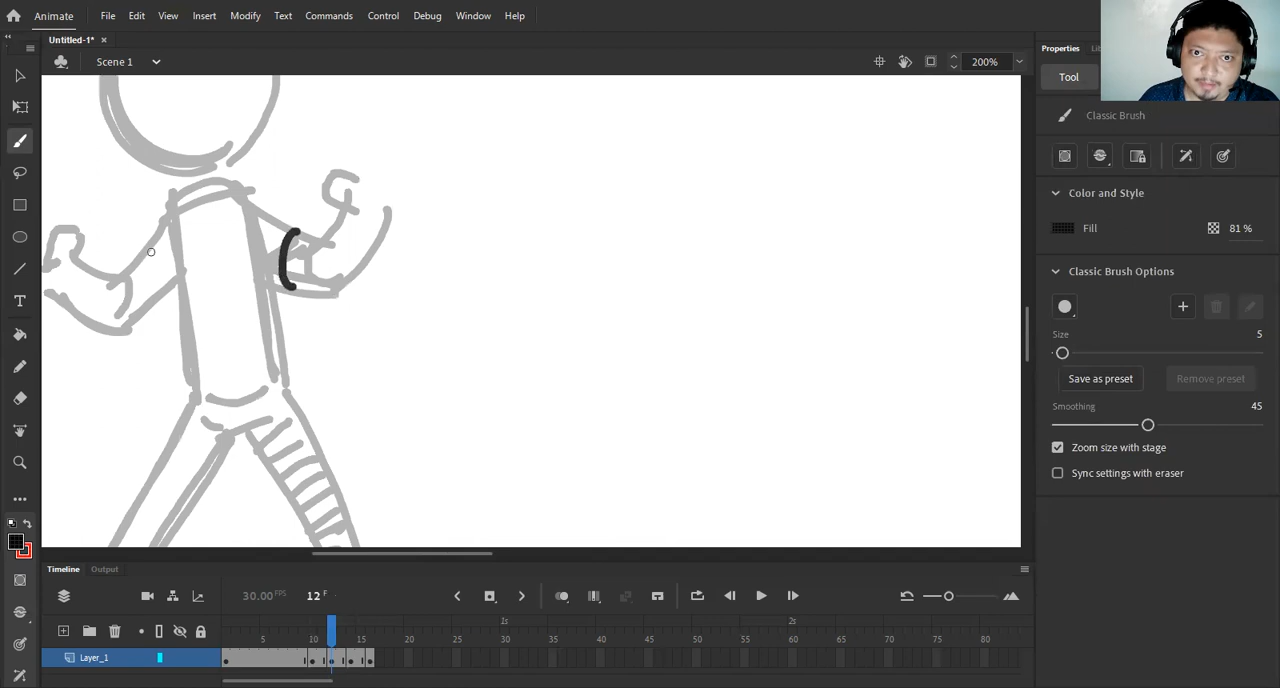 Animate File Edit View Insert Modify Text Commands Control Debug Window Help
Untitled-1* ×
Scene 1
200%
Properties
Tool
Classic Brush
Color and Style
Fill
81 %
Classic Brush Options
Size
5
Save as preset
Remove preset
Smoothing
45
Zoom size with stage
Sync settings with eraser
T
Timeline Output
30.00 FPS
12 F
1s 2s
5 10 15 20 25 30 35 40 45 50 55 60 65 70 75 80
Layer_1